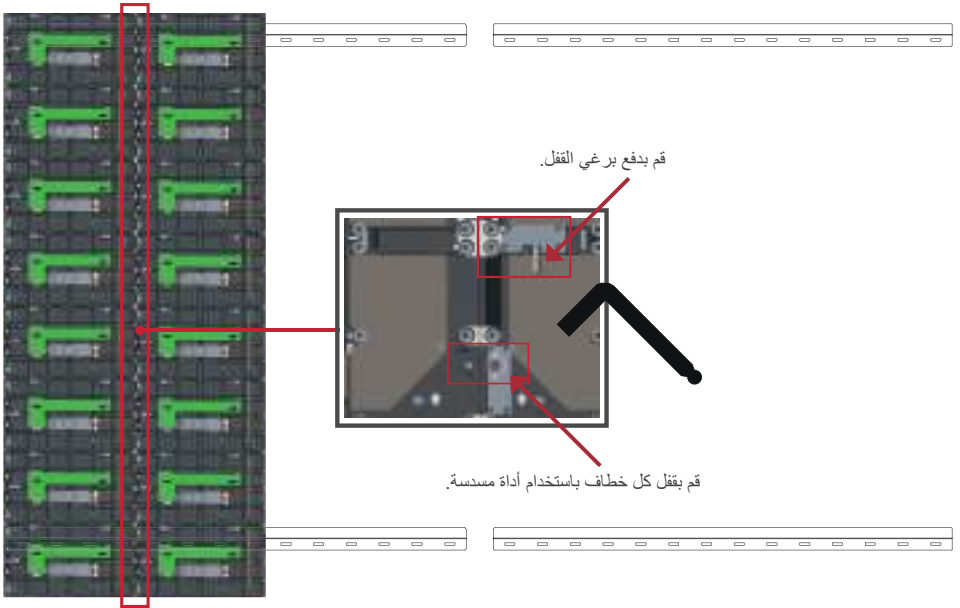 قم بدفع برغي القفل.
قم بقفل كل خطاف باستخدام أداة مسدسة.